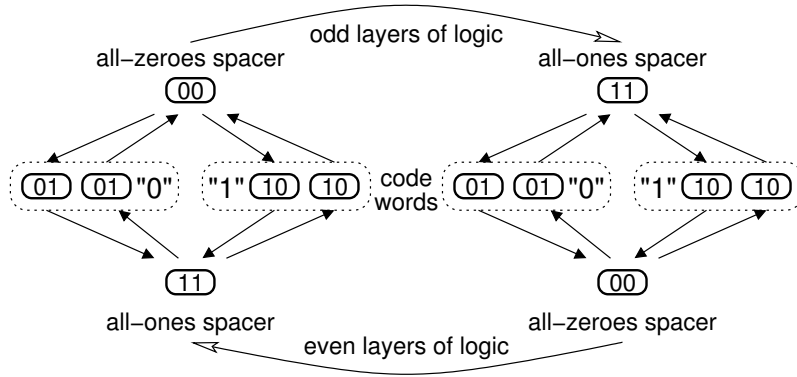 odd layers of logic
all−zeroes spacer
all−ones spacer
00
11
01 01 "0"
"1" 10 10
code
words
01 01 "0"
"1" 10 10
11
00
all−ones spacer
all−zeroes spacer
even layers of logic